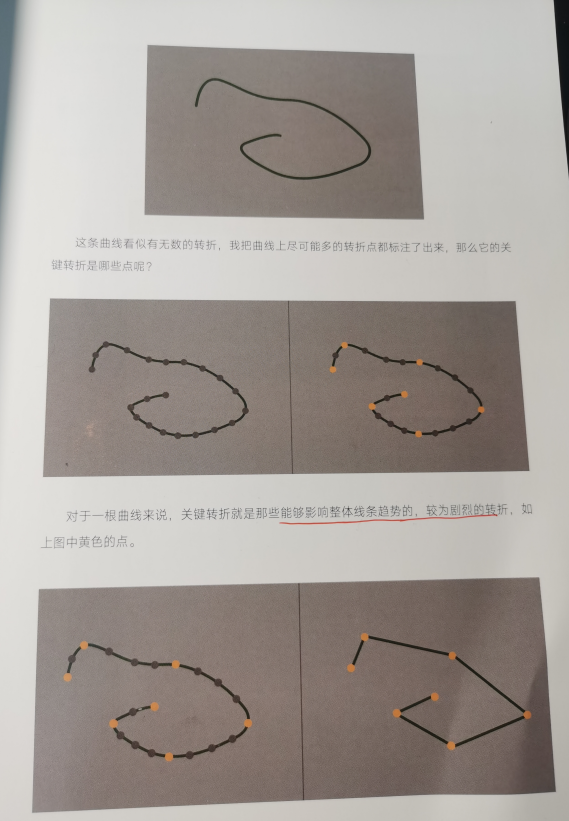 这条曲线看似有无数的转折，我把曲线上尽可能多的转折点都标注了出来，那么它的关
键转折是哪些点呢？
对于一根曲线来说，关键转折就是那些能够影响整体线条趋势的，较为剧烈的转折，如
上图中黄色的点。